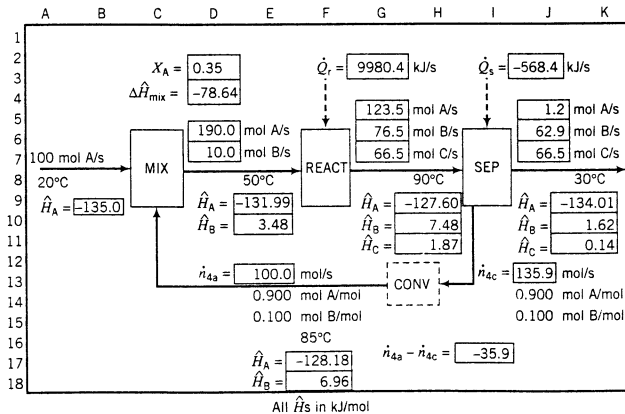 A B C D E F G H I J K
1
2
3 X_A = 0.35 Q̇_r = 9980.4 kJ/s Q̇_s = -568.4 kJ/s
4 ΔĤ_mix = -78.64
5 123.5 mol A/s 1.2 mol A/s
6 190.0 mol B/s 76.5 mol B/s 62.9 mol B/s
7 100 mol A/s MIX 10.0 mol B/s REACT 66.5 mol C/s SEP 66.5 mol C/s
8 20°C 50°C 90°C 30°C
9 Ĥ_A = -135.0 Ĥ_A = -131.99 Ĥ_A = -127.60 Ĥ_A = -134.01
10 Ĥ_B = 3.48 Ĥ_B = 7.48 Ĥ_B = 1.62
11 Ĥ_C = 1.87 Ĥ_C = 0.14
12
13 ṅ_4a = 100.0 mol/s CONV ṅ_4c = 135.9 mol/s
14 0.900 mol A/mol 0.900 mol A/mol
15 0.100 mol B/mol 0.100 mol B/mol
16 85°C
17 Ĥ_A = -128.18 ṅ_4a - ṅ_4c = -35.9
18 Ĥ_B = 6.96
All Ĥs in kJ/mol